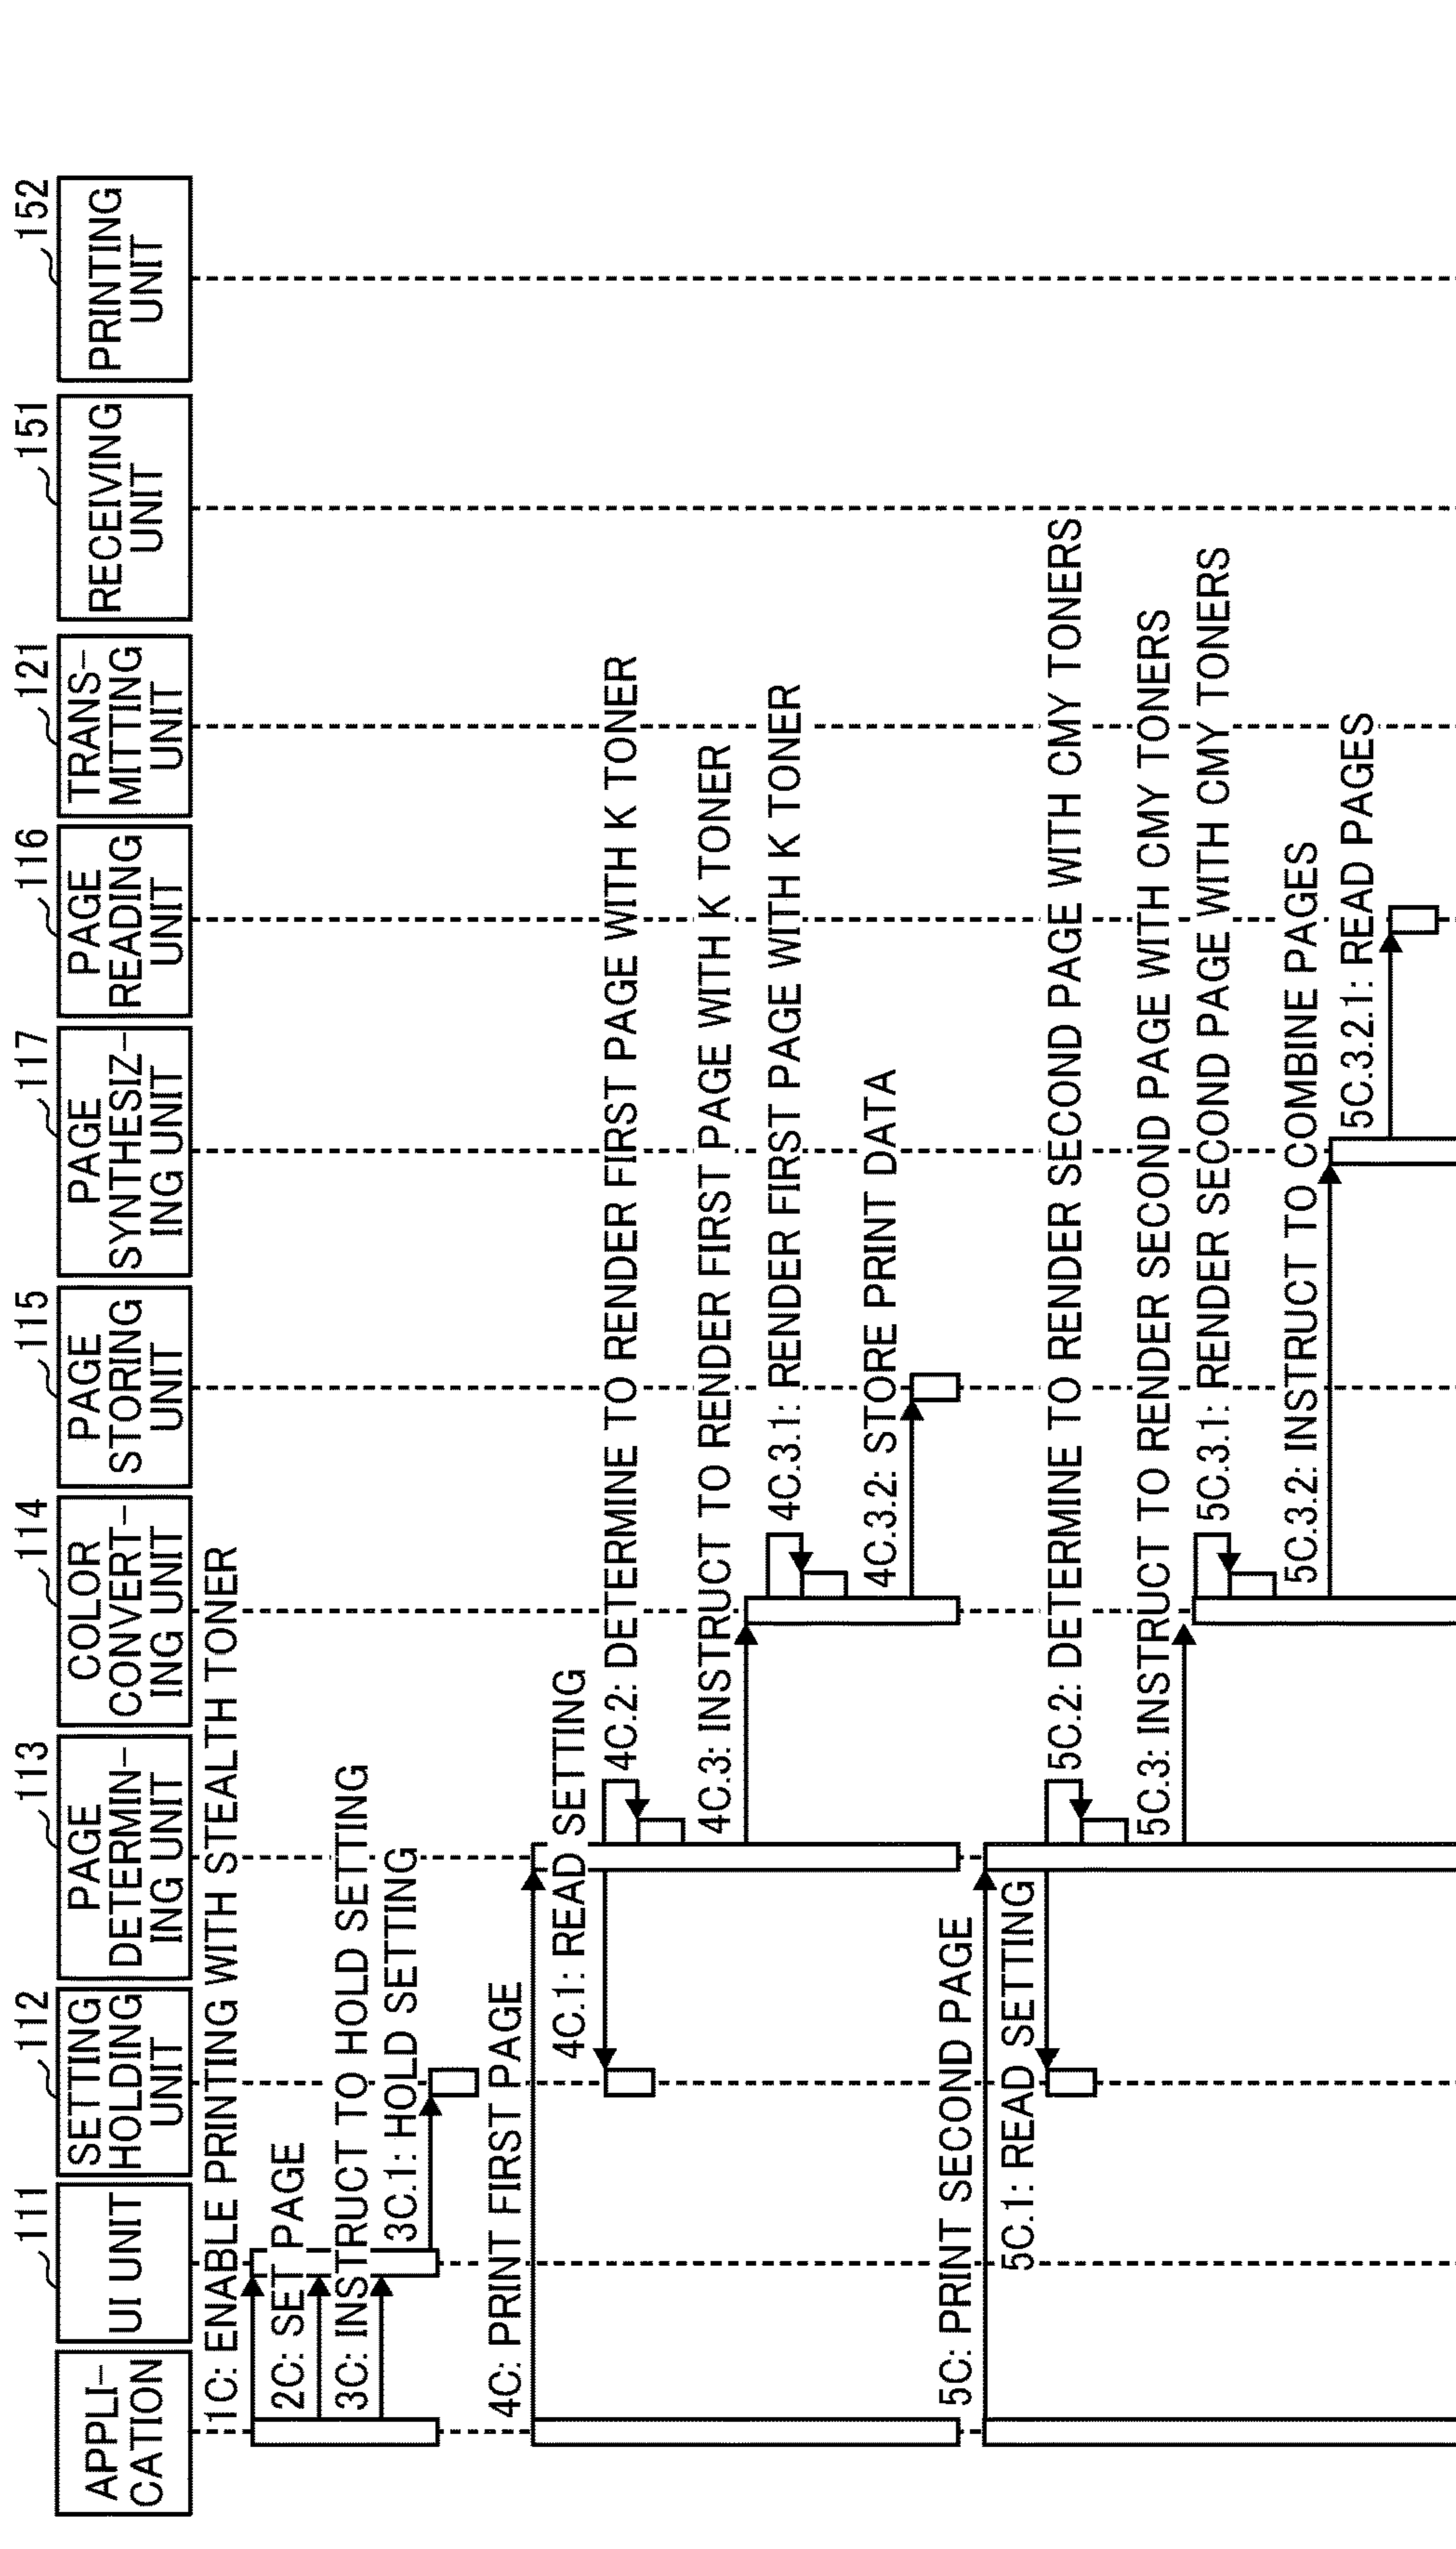 APPLI-
CATION
111
UI UNIT
112
SETTING
HOLDING
UNIT
113
PAGE
DETERMIN-
ING UNIT
114
COLOR
CONVERT-
ING UNIT
115
PAGE
STORING
UNIT
117
PAGE
SYNTHESIZ-
ING UNIT
116
PAGE
READING
UNIT
121
TRANS-
MITTING
UNIT
151
RECEIVING
UNIT
152
PRINTING
UNIT
1C: ENABLE PRINTING WITH STEALTH TONER
2C: SET PAGE
3C: INSTRUCT TO HOLD SETTING
3C.1: HOLD SETTING
4C: PRINT FIRST PAGE
4C.1: READ SETTING
4C.2: DETERMINE TO RENDER FIRST PAGE WITH K TONER
4C.3: INSTRUCT TO RENDER FIRST PAGE WITH K TONER
4C.3.1: RENDER FIRST PAGE WITH K TONER
4C.3.2: STORE PRINT DATA
5C: PRINT SECOND PAGE
5C.1: READ SETTING
5C.2: DETERMINE TO RENDER SECOND PAGE WITH CMY TONERS
5C.3: INSTRUCT TO RENDER SECOND PAGE WITH CMY TONERS
5C.3.1: RENDER SECOND PAGE WITH CMY TONERS
5C.3.2: INSTRUCT TO COMBINE PAGES
5C.3.2.1: READ PAGES